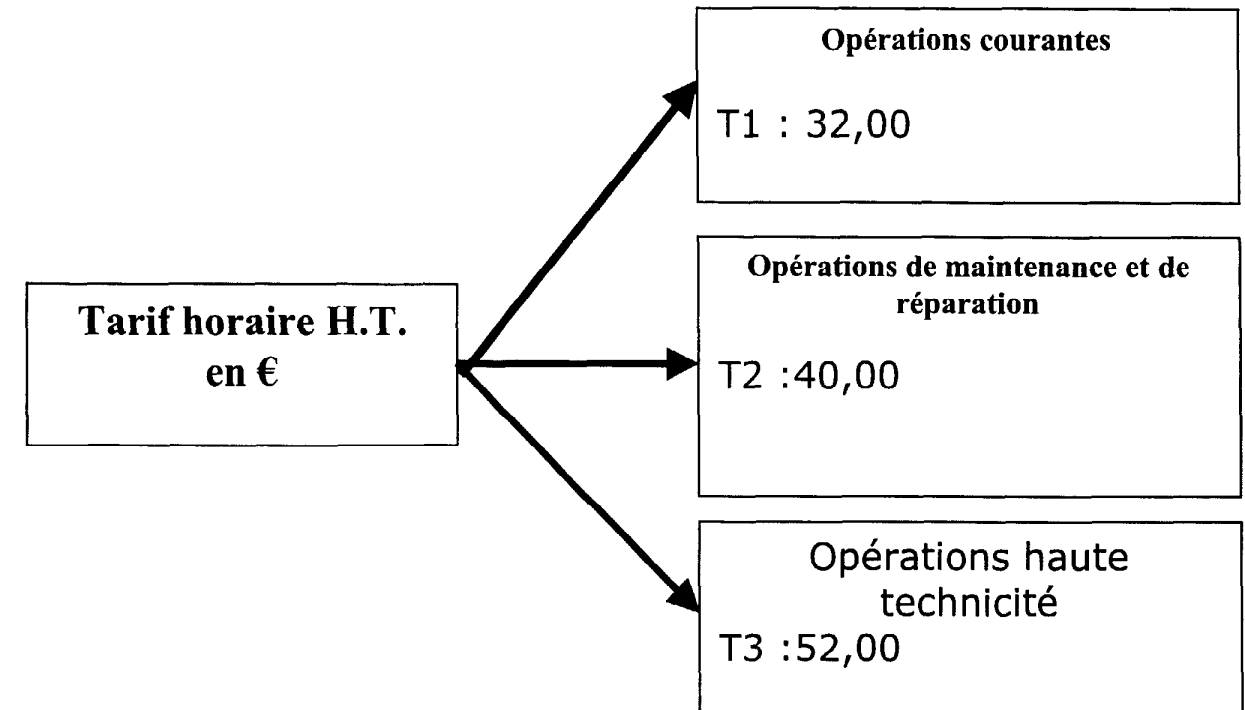 Opérations courantes
T1 : 32,00
Tarif horaire H.T.
en €
Opérations de maintenance et de
réparation
T2 :40,00
Opérations haute
technicité
T3 :52,00